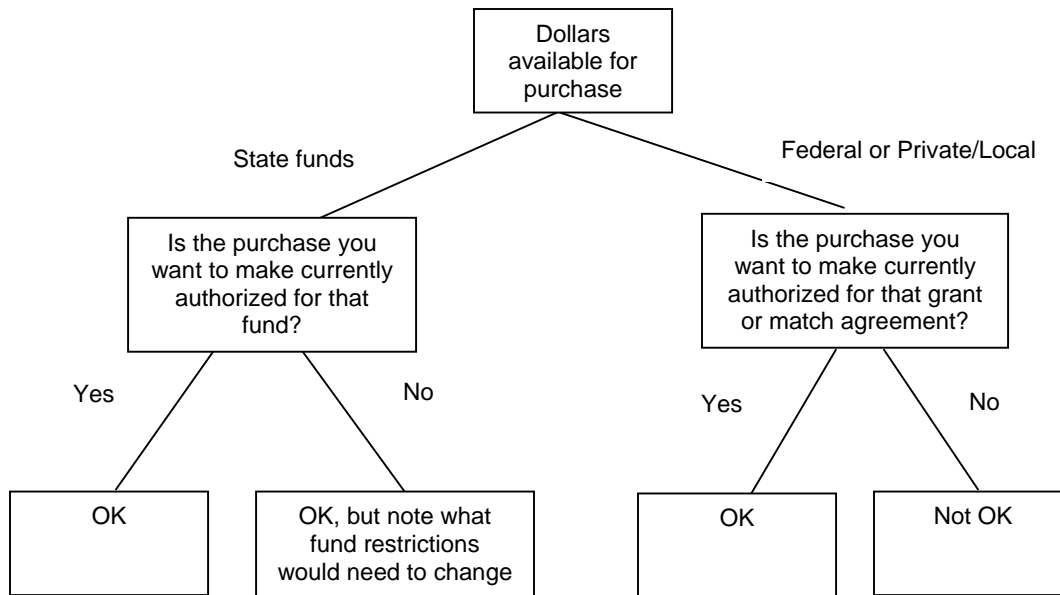 Dollars
available for
purchase
State funds
Federal or Private/Local
Is the purchase you
want to make currently
authorized for that
fund?
Is the purchase you
want to make currently
authorized for that grant
or match agreement?
Yes
No
Yes
No
OK
OK, but note what
fund restrictions
would need to change
OK
Not OK